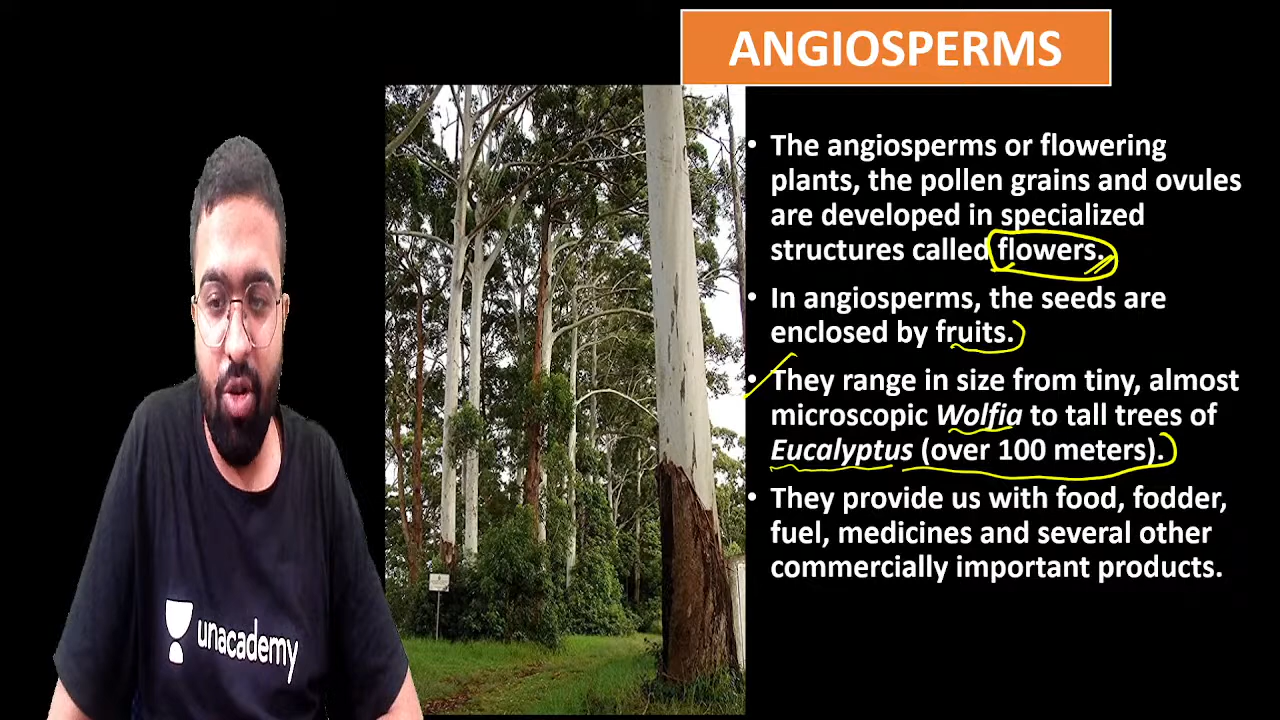 ANGIOSPERMS
• The angiosperms or flowering
plants, the pollen grains and ovules
are developed in specialized
structures called flowers.
• In angiosperms, the seeds are
enclosed by fruits.
• They range in size from tiny, almost
microscopic Wolfia to tall trees of
Eucalyptus (over 100 meters).
• They provide us with food, fodder,
fuel, medicines and several other
commercially important products.
unacademy